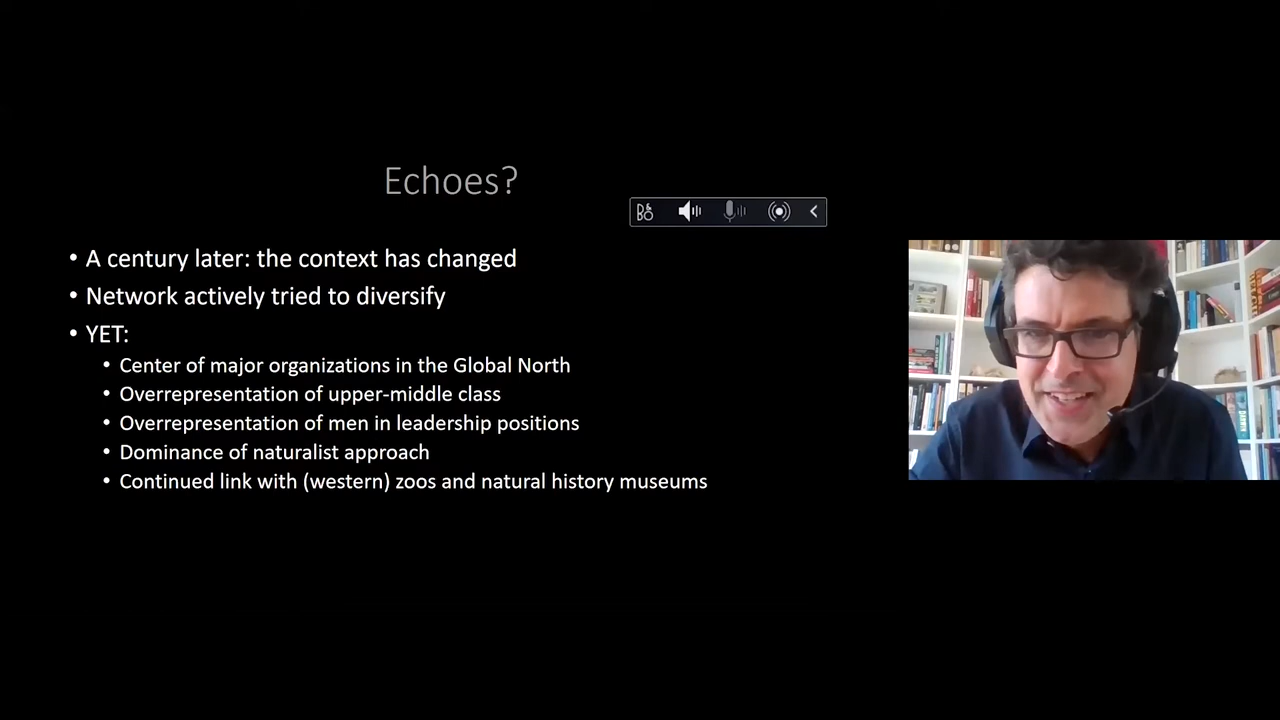 Echoes?
• A century later: the context has changed
• Network actively tried to diversify
• YET:
• Center of major organizations in the Global North
• Overrepresentation of upper-middle class
• Overrepresentation of men in leadership positions
• Dominance of naturalist approach
• Continued link with (western) zoos and natural history museums
DARWIN